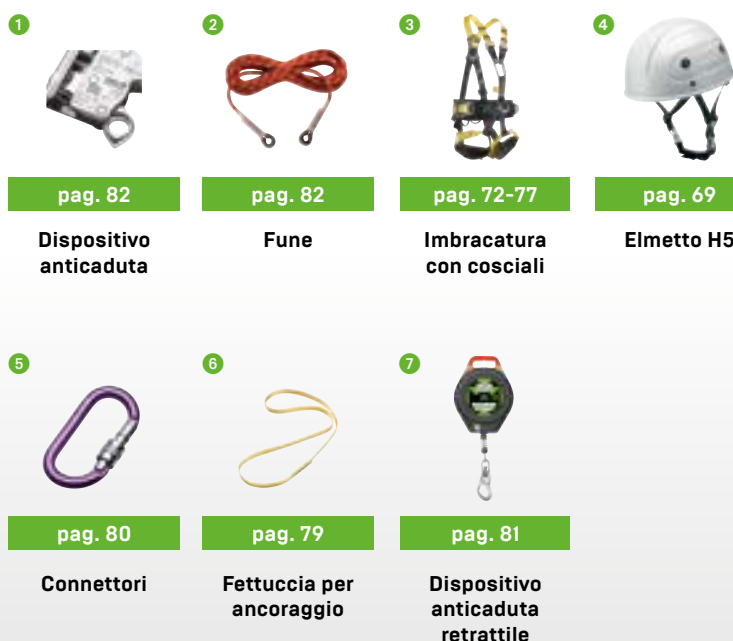 1
2
3
4
pag. 82
pag. 82
pag. 72-77
pag. 69
Dispositivo
anticaduta
Fune
Imbracatura
con cosciali
Elmetto H5
5
6
7
pag. 80
pag. 79
pag. 81
Connettori
Fettuccia per
ancoraggio
Dispositivo
anticaduta
retrattile